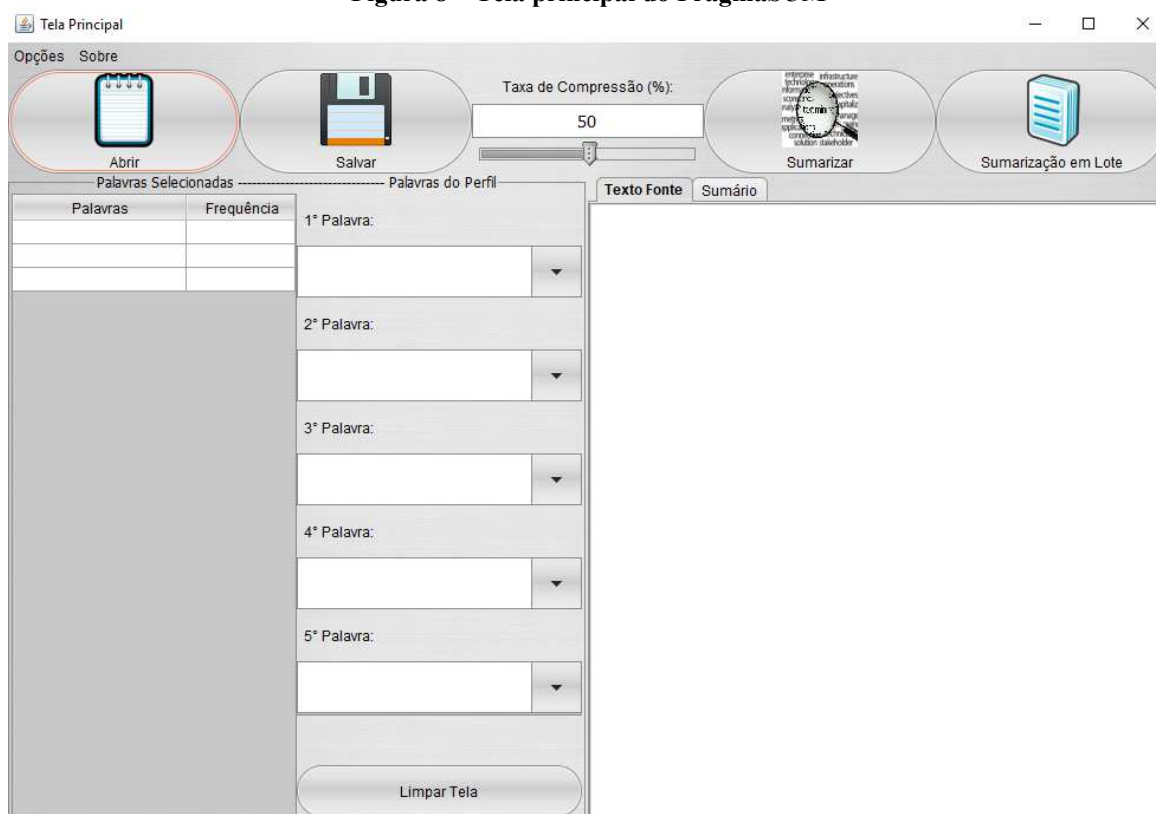 Tela Principal
Opções Sobre
Abrir
Salvar
Taxa de Compressão (%):
50
Sumarizar
Sumarização em Lote
Palavras Selecionadas
Palavras do Perfil
Palavras Frequência
1° Palavra:
2° Palavra:
3° Palavra:
4° Palavra:
5° Palavra:
Limpar Tela
Texto Fonte Sumário